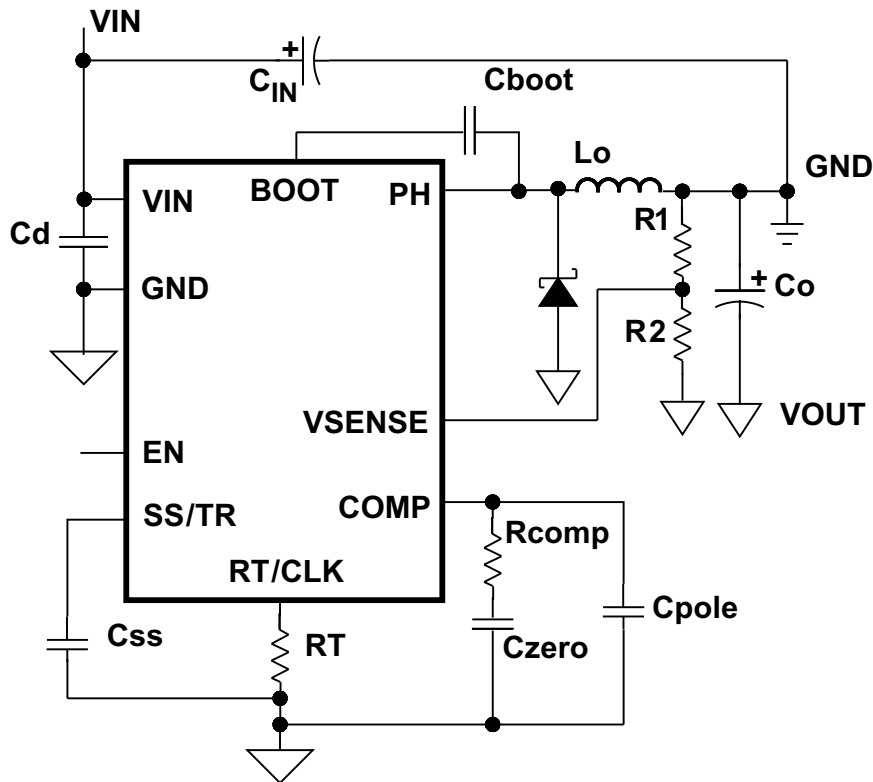 VIN
+
CIN
Cboot
Lo
GND
BOOT
PH
VIN
R1
Cd
GND
+
Co
R2
VSENSE
VOUT
EN
SS/TR
COMP
Rcomp
RT/CLK
Cpole
Css
RT
Czero